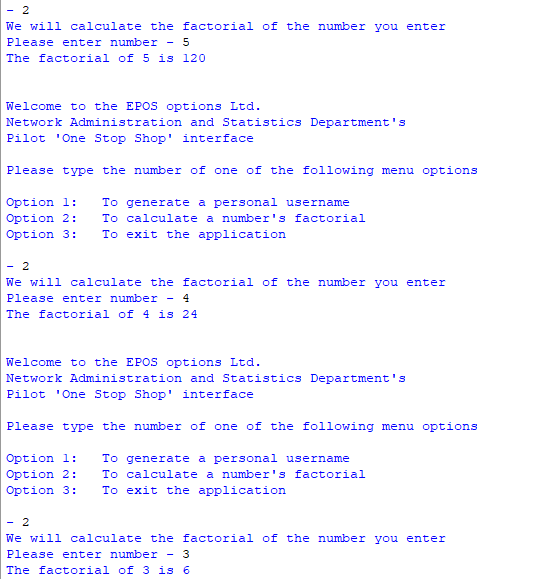 - 2
We will calculate the factorial of the number you enter
Please enter number - 5
The factorial of 5 is 120
Welcome to the EPOS options Ltd.
Network Administration and Statistics Department's
Pilot 'One Stop Shop' interface
Please type the number of one of the following menu options
Option 1:   To generate a personal username
Option 2:   To calculate a number's factorial
Option 3:   To exit the application
- 2
We will calculate the factorial of the number you enter
Please enter number - 4
The factorial of 4 is 24
Welcome to the EPOS options Ltd.
Network Administration and Statistics Department's
Pilot 'One Stop Shop' interface
Please type the number of one of the following menu options
Option 1:   To generate a personal username
Option 2:   To calculate a number's factorial
Option 3:   To exit the application
- 2
We will calculate the factorial of the number you enter
Please enter number - 3
The factorial of 3 is 6